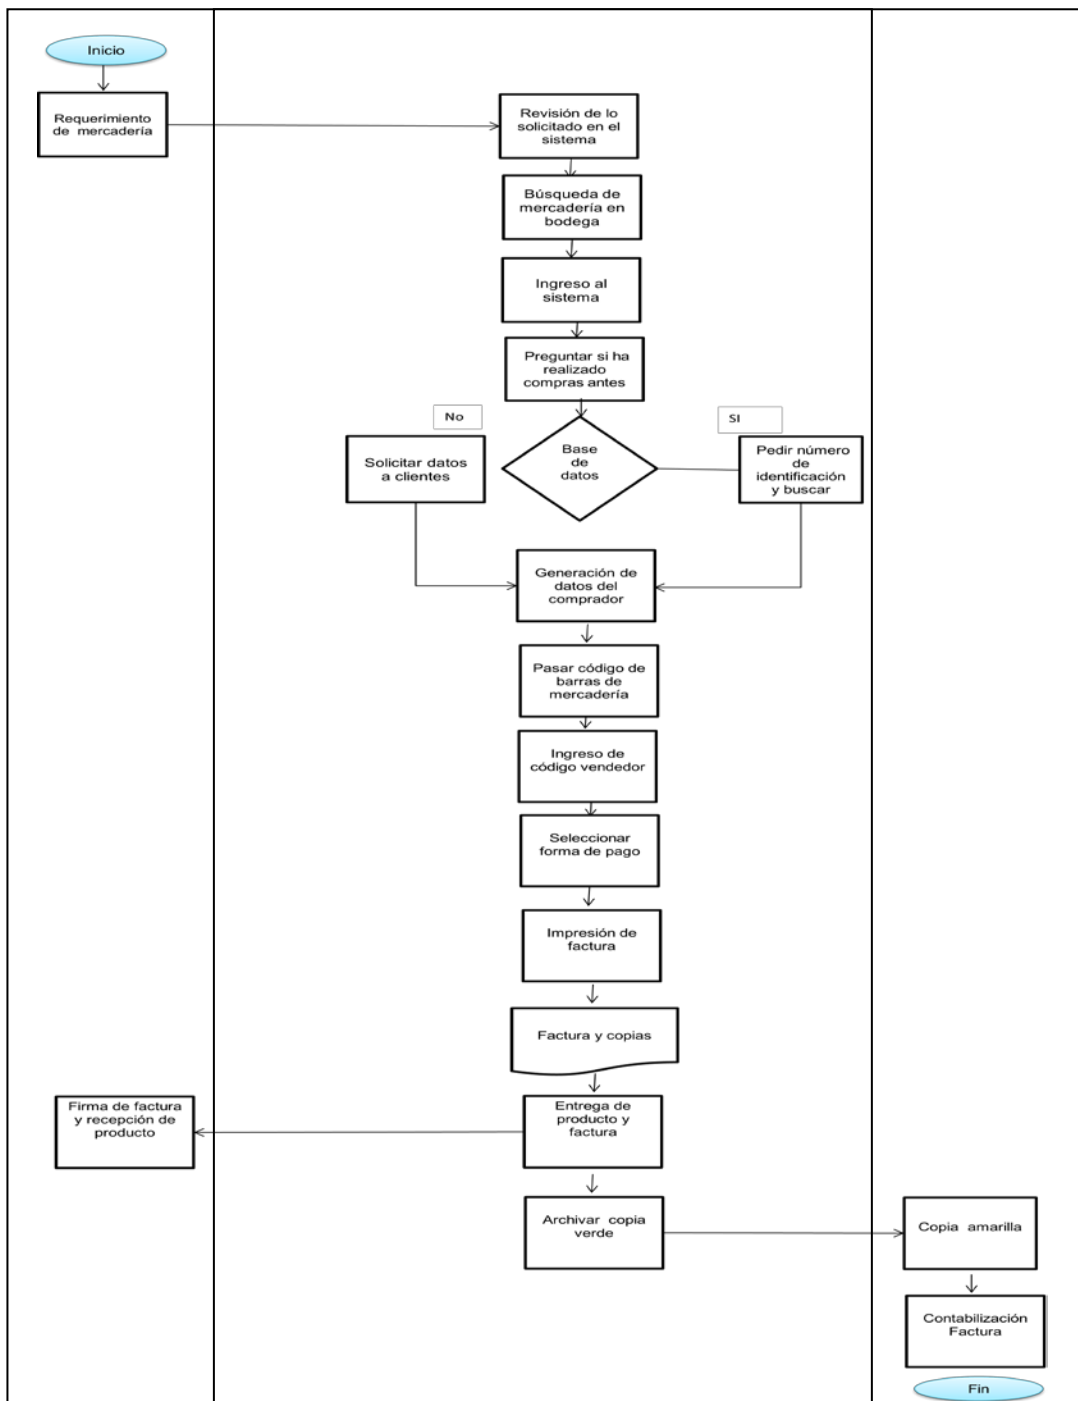 Inicio
Requerimiento
de mercadería
Revisión de lo
solicitado en el
sistema
Búsqueda de
mercadería en
bodega
Ingreso al
sistema
Preguntar si ha
realizado
compras antes
No
SI
Solicitar datos
a clientes
Base
de
datos
Pedir número
de
identificación
y buscar
Generación de
datos del
comprador
Pasar código de
barras de
mercadería
Ingreso de
código vendedor
Seleccionar
forma de pago
Impresión de
factura
Factura y copias
Firma de factura
y recepción de
producto
Entrega de
producto y
factura
Archivar copia
verde
Copia amarilla
Contabilización
Factura
Fin